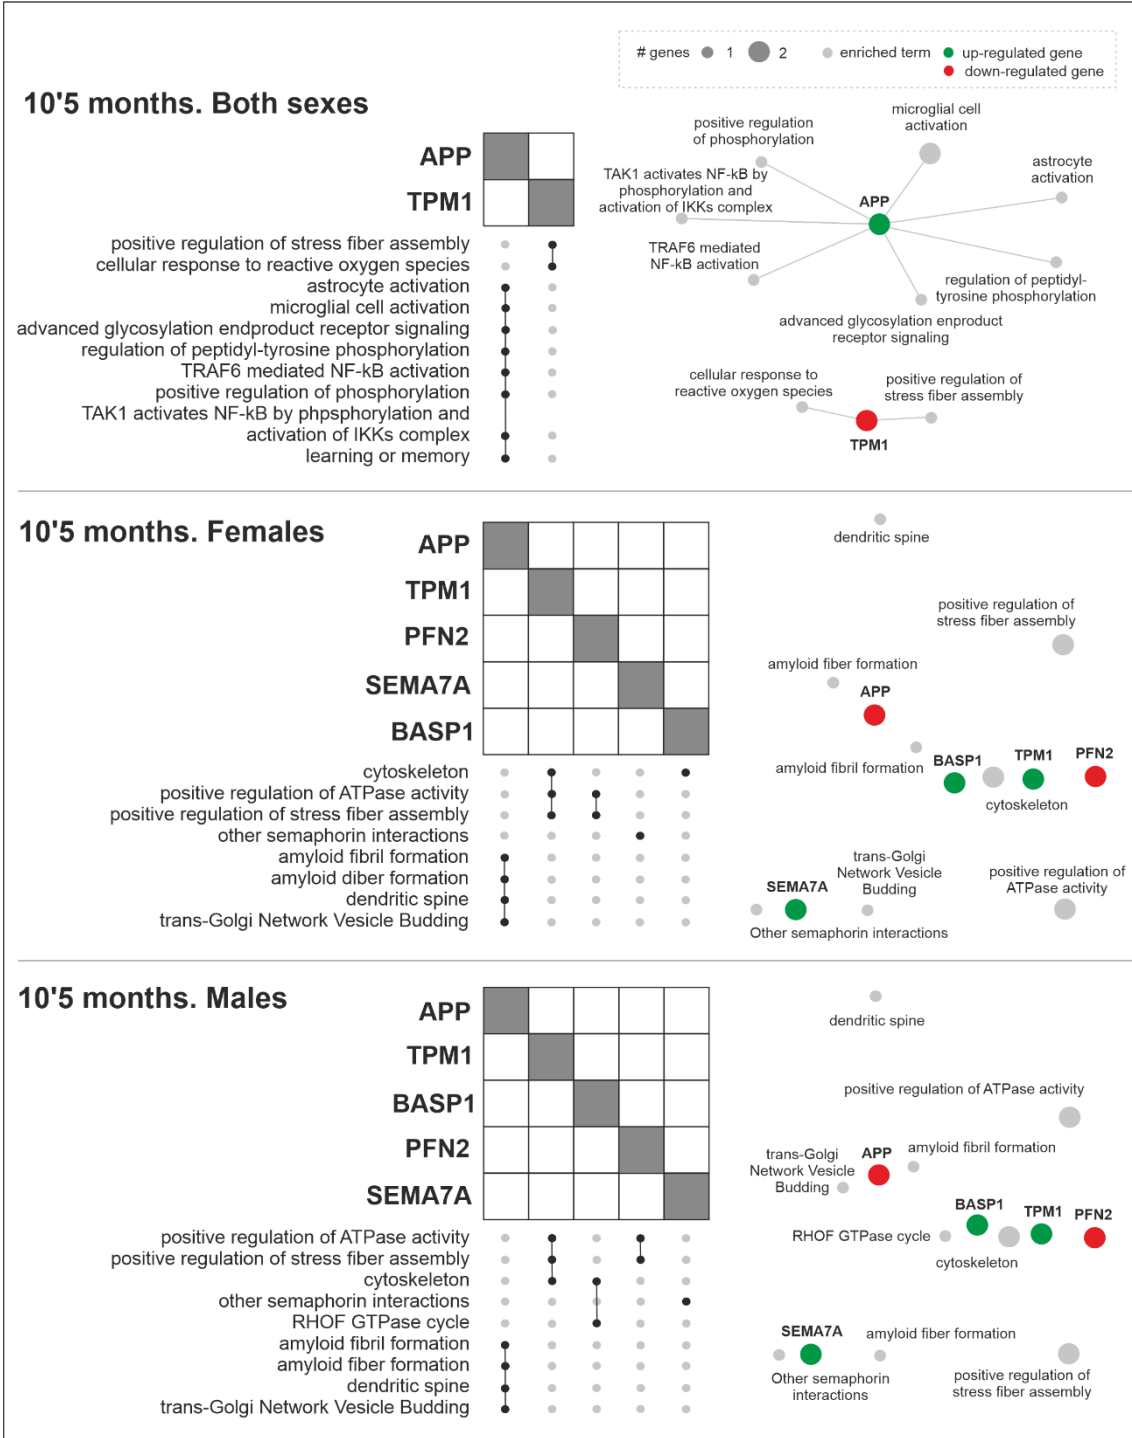 # genes 1 2 enriched term up-regulated gene
down-regulated gene
10'5 months. Both sexes
APP
TPM1
positive regulation of stress fiber assembly
cellular response to reactive oxygen species
astrocyte activation
microglial cell activation
advanced glycosylation endproduct receptor signaling
regulation of peptidyl-tyrosine phosphorylation
TRAF6 mediated NF-kB activation
positive regulation of phosphorylation
TAK1 activates NF-kB by phpsphorylation and
activation of IKKs complex
learning or memory
microglial cell
activation
positive regulation
of phosphorylation
astrocyte
activation
TAK1 activates NF-kB by
phosphorylation and
activation of IKKs complex
APP
TRAF6 mediated
NF-kB activation
regulation of peptidyl-
tyrosine phosphorylation
advanced glycosylation enproduct
receptor signaling
cellular response to
reactive oxygen species
positive regulation of
stress fiber assembly
TPM1
10'5 months. Females
APP
TPM1
PFN2
SEMA7A
BASP1
cytoskeleton
positive regulation of ATPase activity
positive regulation of stress fiber assembly
other semaphorin interactions
amyloid fibril formation
amyloid diber formation
dendritic spine
trans-Golgi Network Vesicle Budding
dendritic spine
positive regulation of
stress fiber assembly
amyloid fiber formation
APP
amyloid fibril formation
BASP1
TPM1
PFN2
cytoskeleton
trans-Golgi
Network Vesicle
Budding
SEMA7A
positive regulation of
ATPase activity
Other semaphorin interactions
10'5 months. Males
APP
TPM1
BASP1
PFN2
SEMA7A
positive regulation of ATPase activity
positive regulation of stress fiber assembly
cytoskeleton
other semaphorin interactions
RHOF GTPase cycle
amyloid fibril formation
amyloid fiber formation
dendritic spine
trans-Golgi Network Vesicle Budding
dendritic spine
positive regulation of ATPase activity
trans-Golgi
Network Vesicle
Budding
APP
amyloid fibril formation
BASP1
TPM1
PFN2
RHOF GTPase cycle
cytoskeleton
SEMA7A
amyloid fiber formation
Other semaphorin
interactions
positive regulation of
stress fiber assembly